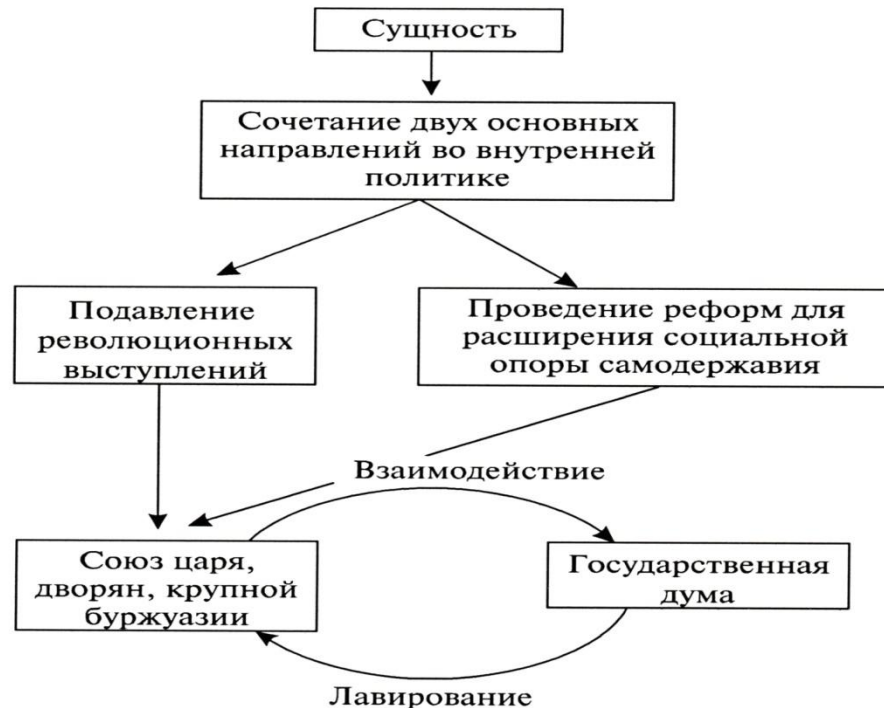 Сущность
Сочетание двух основных
направлений во внутренней
политике
Подавление
революционных
выступлений
Проведение реформ для
расширения социальной
опоры самодержавия
Взаимодействие
Союз царя,
дворян, крупной
буржуазии
Государственная
дума
Лавирование